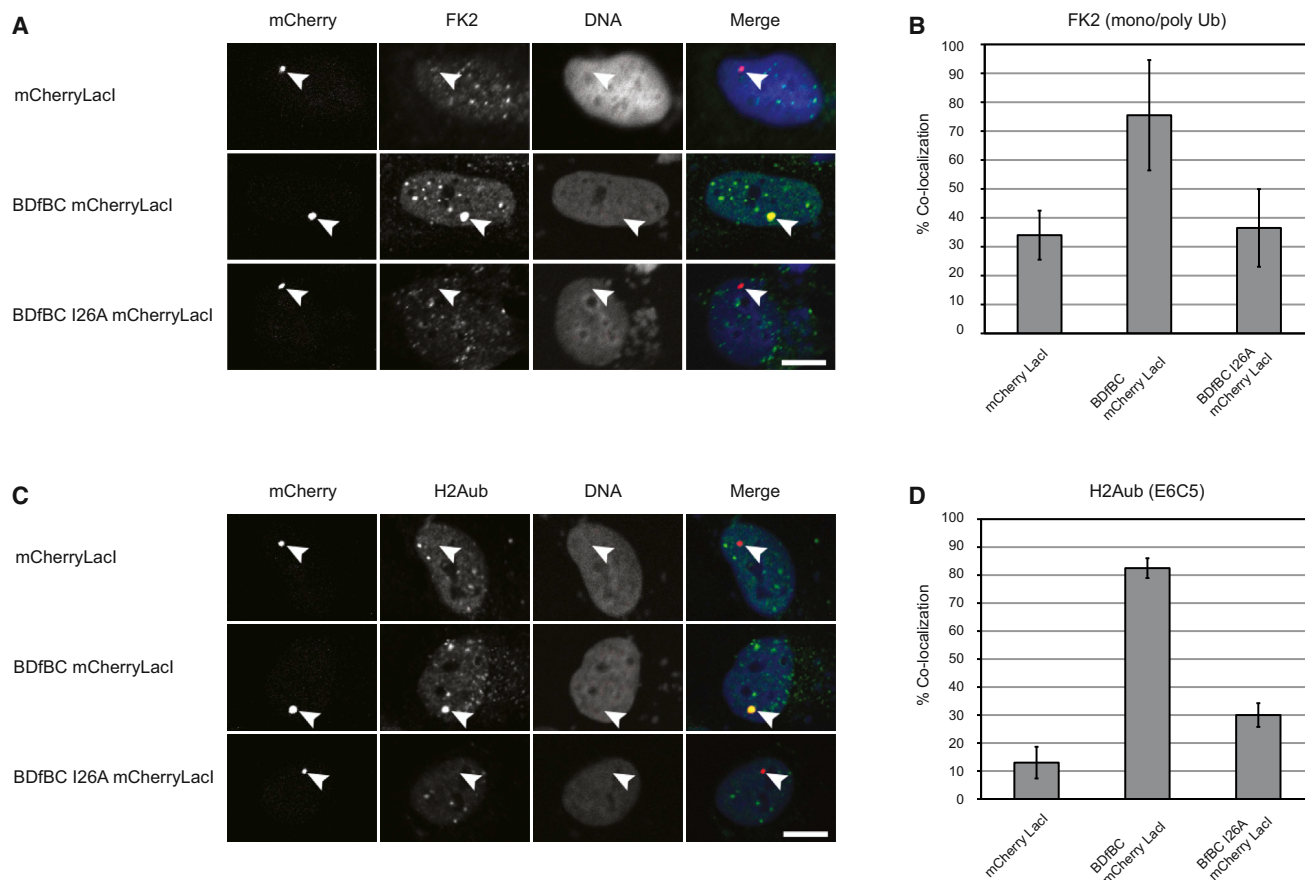 A
mCherry FK2 DNA Merge
mCherryLacI
BDfBC mCherryLacI
BDfBC I26A mCherryLacI
B
FK2 (mono/poly Ub)
% Co-localization
100
90
80
70
60
50
40
30
20
10
0
mCherry LacI
BDfBC
mCherry LacI
BDfBC I26A
mCherry LacI
C
mCherry H2Aub DNA Merge
mCherryLacI
BDfBC mCherryLacI
BDfBC I26A mCherryLacI
D
H2Aub (E6C5)
% Co-localization
100
90
80
70
60
50
40
30
20
10
0
mCherry LacI
BDfBC
mCherry LacI
BfBC I26A
mCherry LacI